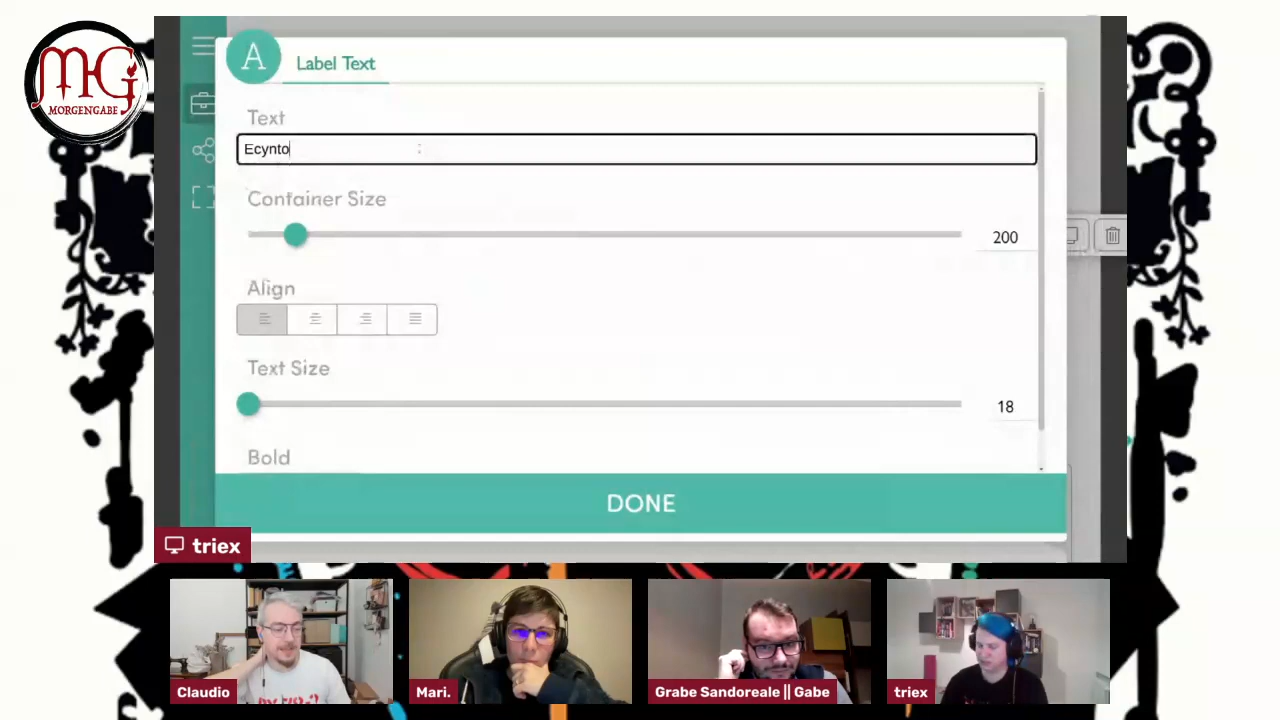 MG
MORGENGABE
A
Label Text
Text
Ecynto
Container Size
200
Align
Text Size
18
Bold
DONE
triex
Claudio
Mari.
Grabe Sandoreale || Gabe
triex